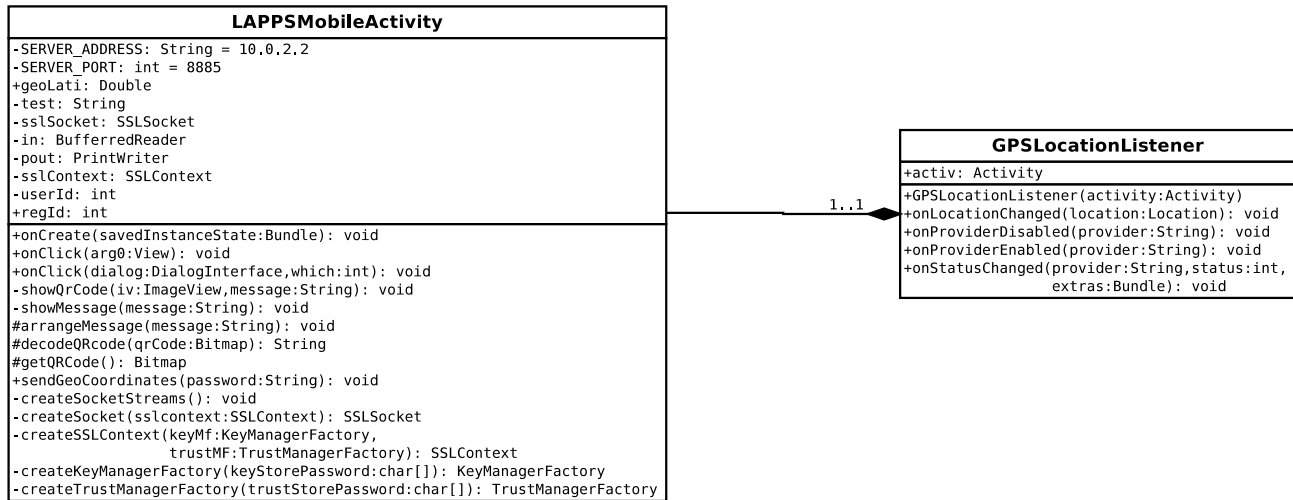 LAPPSMobileActivity
-SERVER_ADDRESS: String = 10.0.2.2
-SERVER_PORT: int = 8885
+geoLati: Double
-test: String
-sslSocket: SSLSocket
-in: BufferredReader
-pout: PrintWriter
-sslContext: SSLContext
-userId: int
+regId: int
+onCreate(savedInstanceState:Bundle): void
+onClick(arg0:View): void
+onClick(dialog:DialogInterface,which:int): void
-showQrCode(iv:ImageView,message:String): void
-showMessage(message:String): void
#arrangeMessage(message:String): void
#decodeQRcode(qrCode:Bitmap): String
#getQRCode(): Bitmap
+sendGeoCoordinates(password:String): void
-createSocketStreams(): void
-createSocket(sslcontext:SSLContext): SSLSocket
-createSSLContext(keyMf:KeyManagerFactory,
trustMF:TrustManagerFactory): SSLContext
-createKeyManagerFactory(keyStorePassword:char[]): KeyManagerFactory
-createTrustManagerFactory(trustStorePassword:char[]): TrustManagerFactory
1..1
GPSLocationListener
+activ: Activity
+GPSLocationListener(activity:Activity)
+onLocationChanged(location:Location): void
+onProviderDisabled(provider:String): void
+onProviderEnabled(provider:String): void
+onStatusChanged(provider:String,status:int,
extras:Bundle): void